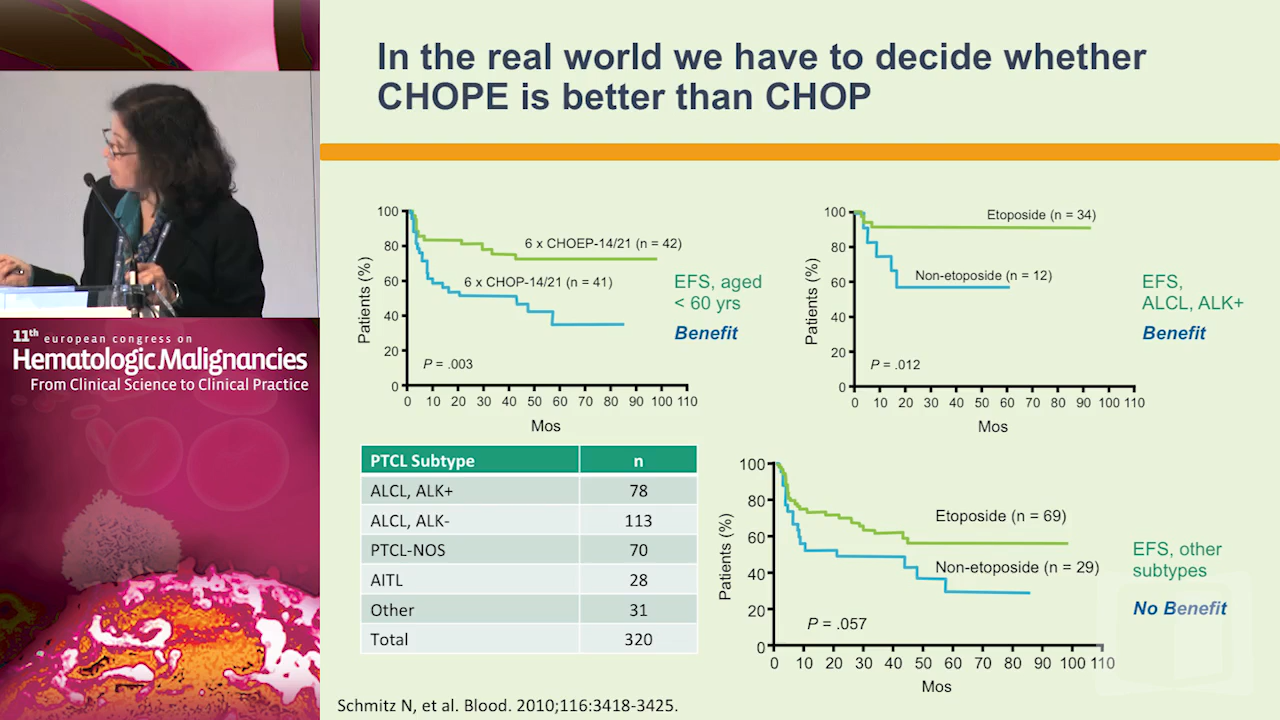 In the real world we have to decide whether
CHOPE is better than CHOP
11th european congress on
Hematologic Malignancies
From Clinical Science to Clinical Practice
100
80
60
40
20
0
Patients (%)
6 x CHOEP-14/21 (n = 42)
6 x CHOP-14/21 (n = 41)
P = .003
0 10 20 30 40 50 60 70 80 90 100 110
Mos
EFS, aged
< 60 yrs
Benefit
100
80
60
40
20
0
Patients (%)
Etoposide (n = 34)
Non-etoposide (n = 12)
P = .012
0 10 20 30 40 50 60 70 80 90 100 110
Mos
EFS,
ALCL, ALK+
Benefit
PTCL Subtype n
ALCL, ALK+ 78
ALCL, ALK- 113
PTCL-NOS 70
AITL 28
Other 31
Total 320
100
80
60
40
20
0
Patients (%)
Etoposide (n = 69)
Non-etoposide (n = 29)
P = .057
0 10 20 30 40 50 60 70 80 90 100 110
Mos
EFS, other
subtypes
No Benefit
Schmitz N, et al. Blood. 2010;116:3418-3425.